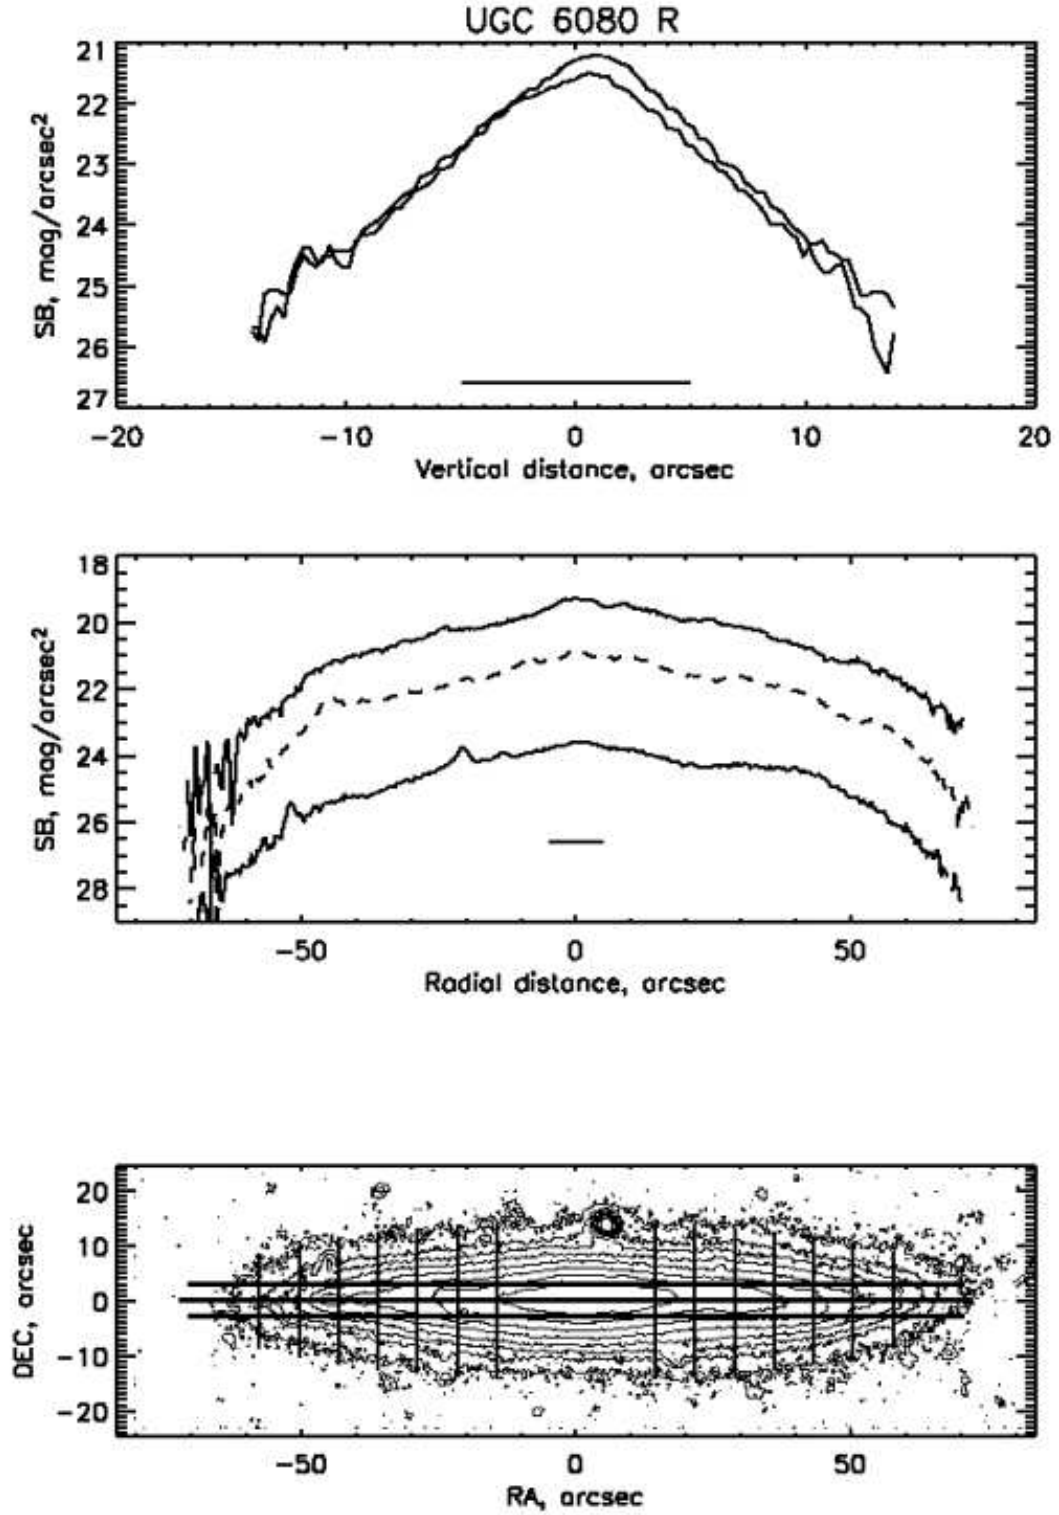 UGC 6080 R
21
22
23
24
25
26
27
SB, mag/arcsec²
-20 -10 0 10 20
Vertical distance, arcsec
18
20
22
24
26
28
SB, mag/arcsec²
-50 0 50
Radial distance, arcsec
20
10
0
-10
-20
DEC, arcsec
-50 0 50
RA, arcsec